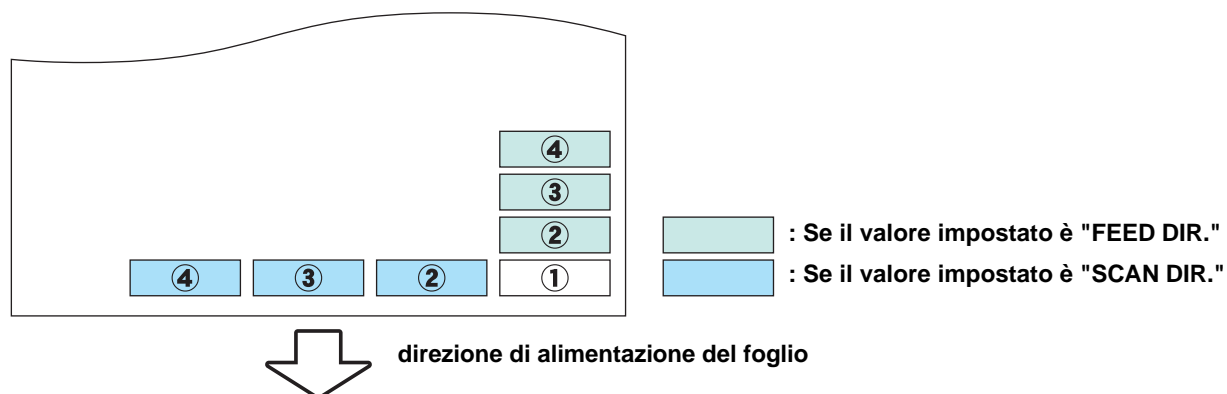 ④
③
②
④ ③ ② ①
: Se il valore impostato è "FEED DIR."
: Se il valore impostato è "SCAN DIR."
direzione di alimentazione del foglio